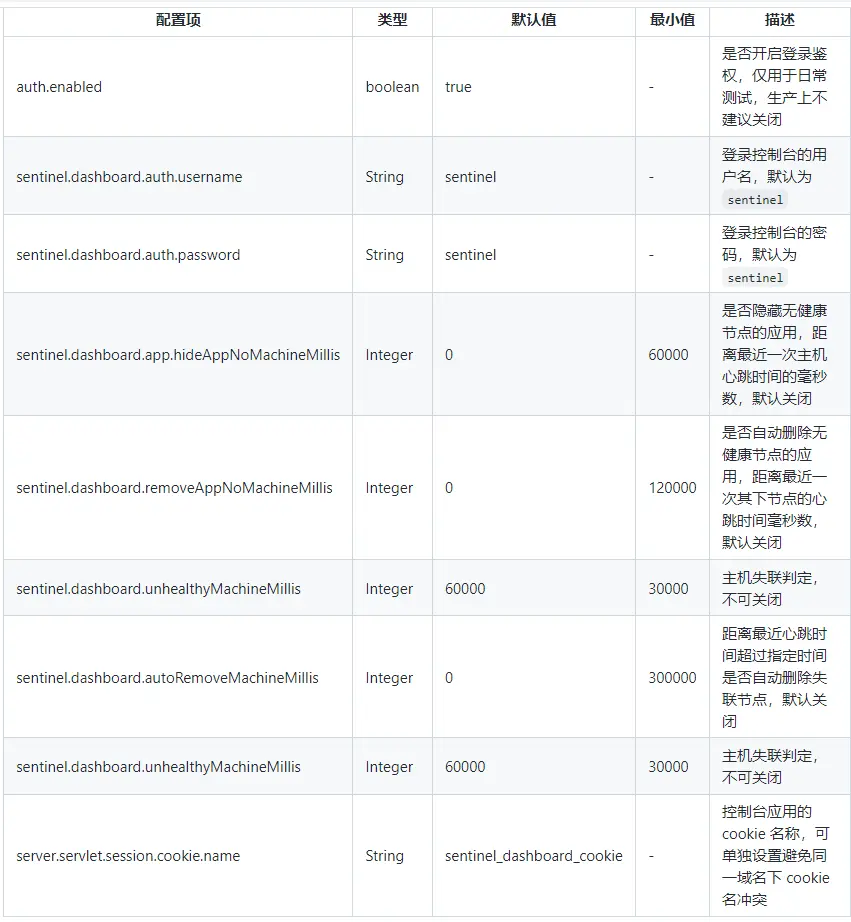 配置项 类型 默认值 最小值 描述
auth.enabled boolean true - 是否开启登录鉴
权，仅用于日常
测试，生产上不
建议关闭
sentinel.dashboard.auth.username String sentinel - 登录控制台的用
户名，默认为
sentinel
sentinel.dashboard.auth.password String sentinel - 登录控制台的密
码，默认为
sentinel
sentinel.dashboard.app.hideAppNoMachineMillis Integer 0 60000 是否隐藏无健康
节点的应用，距
离最近一次主机
心跳时间的毫秒
数，默认关闭
sentinel.dashboard.removeAppNoMachineMillis Integer 0 120000 是否自动删除无
健康节点的应
用，距离最近一
次其下节点的心
跳时间毫秒数，
默认关闭
sentinel.dashboard.unhealthyMachineMillis Integer 60000 30000 主机失联判定，
不可关闭
sentinel.dashboard.autoRemoveMachineMillis Integer 0 300000 距离最近心跳时
间超过指定时间
是否自动删除失
联节点，默认关
闭
sentinel.dashboard.unhealthyMachineMillis Integer 60000 30000 主机失联判定，
不可关闭
server.servlet.session.cookie.name String sentinel_dashboard_cookie - 控制台应用的
cookie 名称，可
单独设置避免同
一域名下 cookie
名冲突